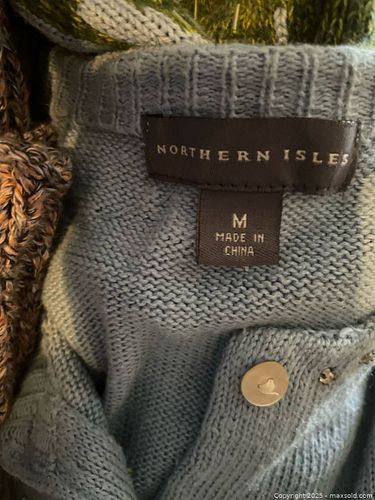 NORTHERN ISLES
M
MADE IN
CHINA
Copyright 2025 - maxsold.com